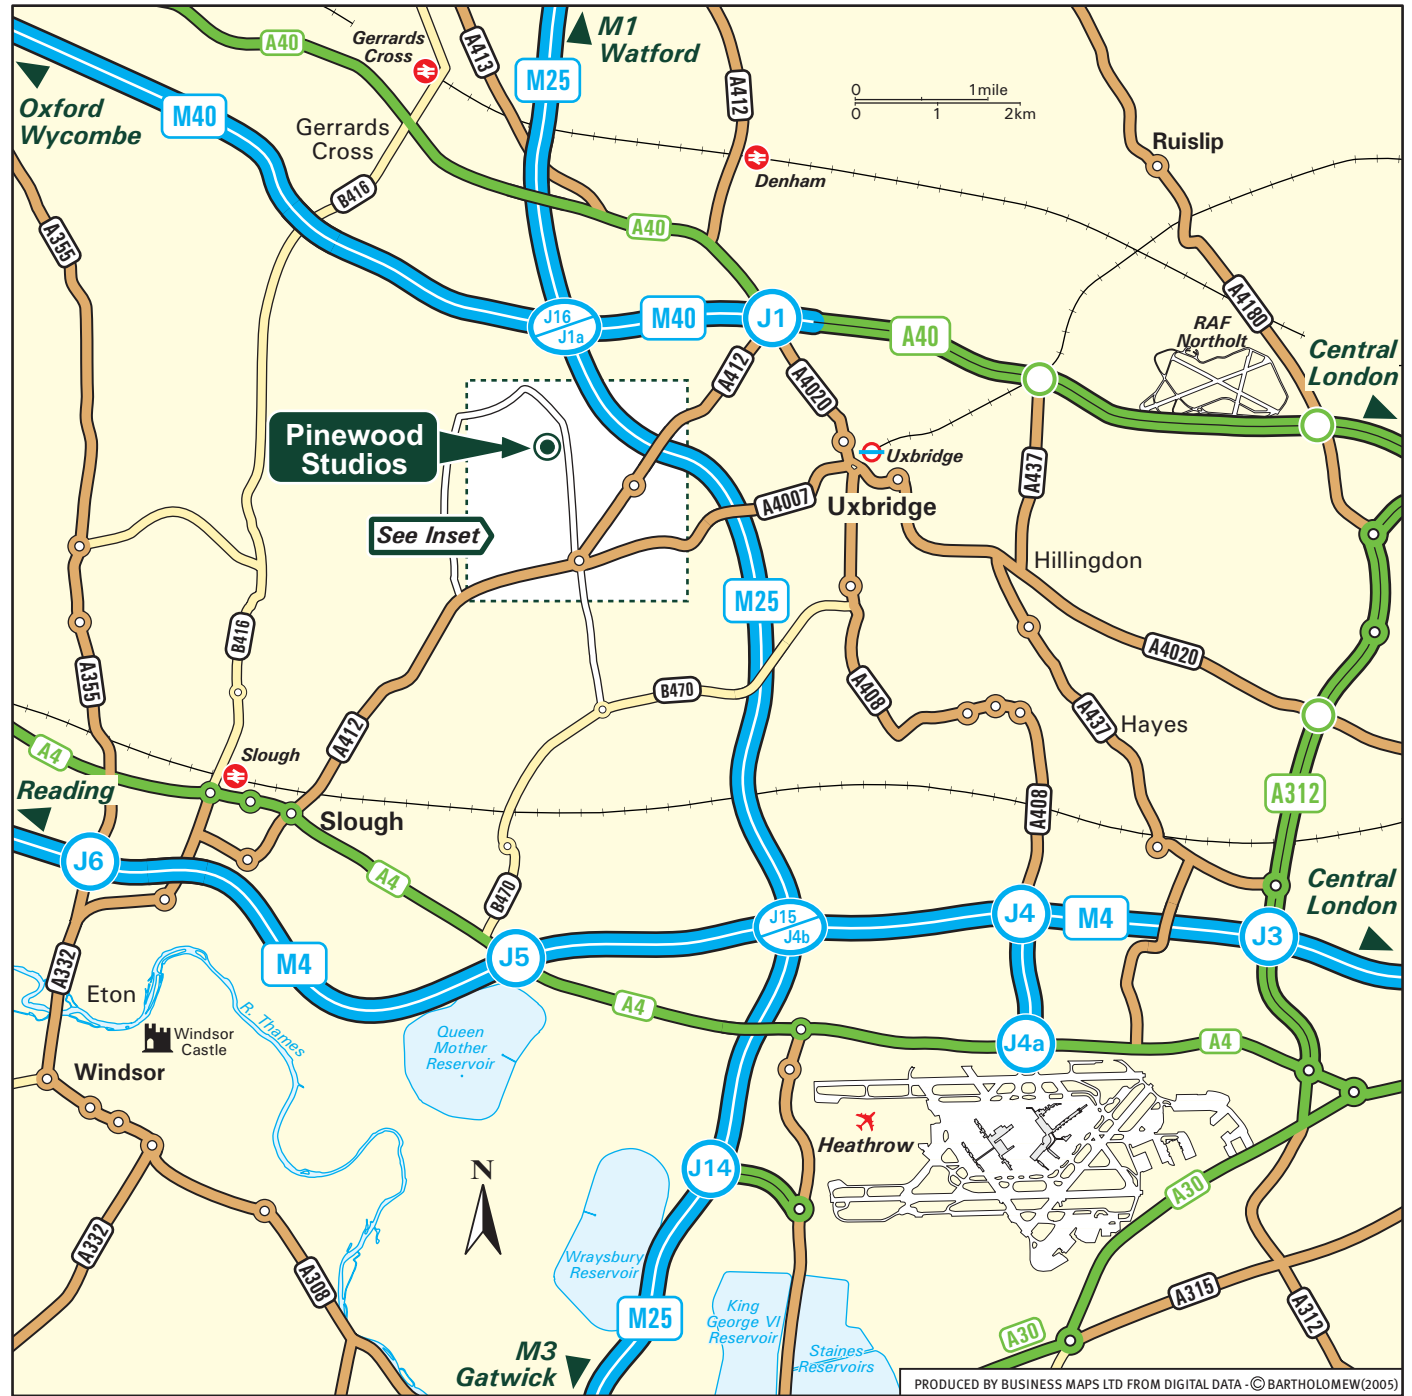 M1
Watford
Gerrards
Cross
A40
A413
M25
A412
0 1mile
0 1 2km
Oxford
Wycombe
M40
Gerrards
Cross
Ruislip
Denham
B416
A355
A40
A4180
J16
J1a
M40
J1
A40
RAF
Northolt
Central
London
A412
A4020
Pinewood
Studios
Uxbridge
A437
A4007
Uxbridge
See Inset
Hillingdon
M25
B416
A4020
A355
B470
A408
A437
Hayes
A412
A4
Slough
Reading
A312
A408
Slough
J6
A4
B470
Central
London
J15
J4b
J4
M4
J3
M4
J5
A332
Eton
R. Thames
A4
Windsor
Castle
Queen
Mother
Reservoir
J4a
A4
Windsor
Heathrow
N
J14
A30
A332
Wraysbury
Reservoir
A308
A315
M25
King
George VI
Reservoir
A312
A30
Staines
Reservoirs
M3
Gatwick
PRODUCED BY BUSINESS MAPS LTD FROM DIGITAL DATA - © BARTHOLOMEW(2005)